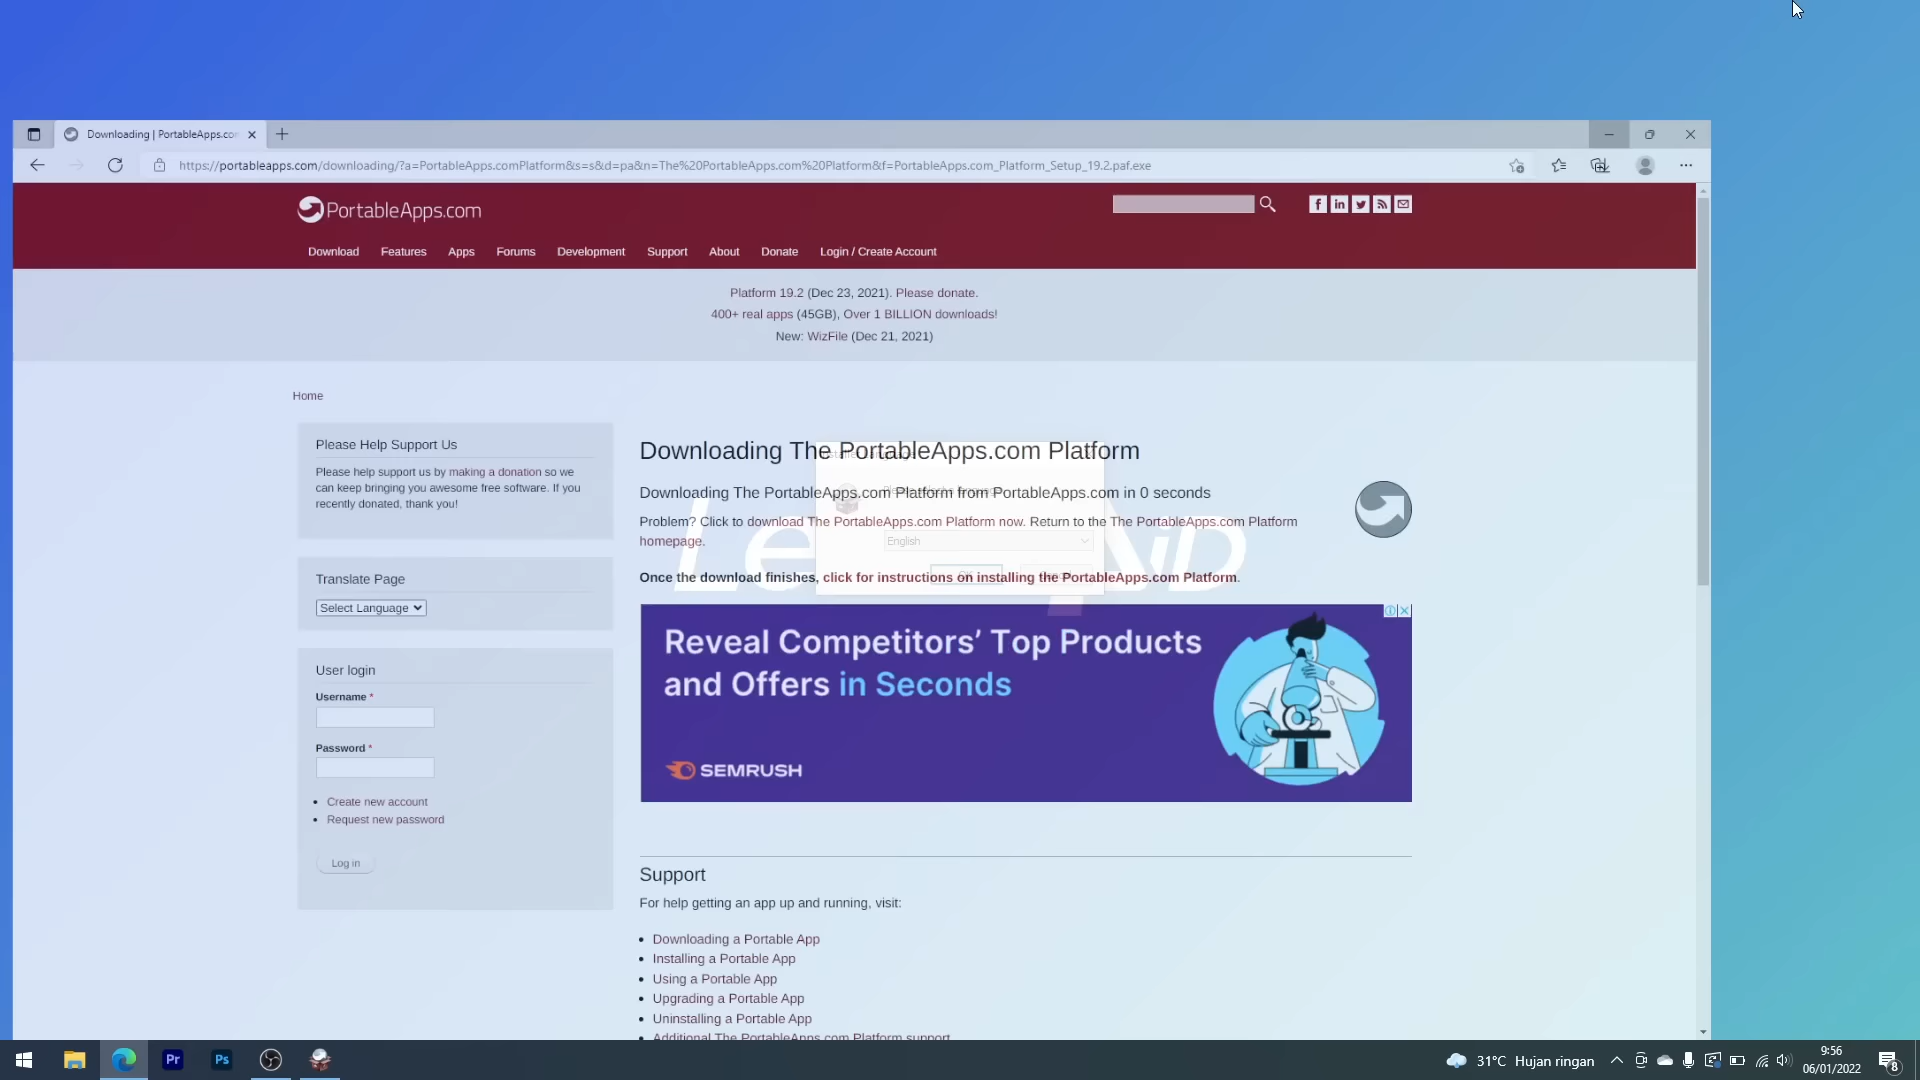 Downloading | PortableApps.com
https://portableapps.com/downloading/?a=PortableApps.comPlatform&s=s&d=pa&n=The%20PortableApps.com%20Platform&f=PortableApps.com_Platform_Setup_19.2.paf.exe
PortableApps.com
Download Features Apps Forums Development Support About Donate Login / Create Account
Platform 19.2 (Dec 23, 2021). Please donate.
400+ real apps (45GB), Over 1 BILLION downloads!
New: WizFile (Dec 21, 2021)
Home
Please Help Support Us
Please help support us by making a donation so we
can keep bringing you awesome free software. If you
recently donated, thank you!
Translate Page
Select Language
User login
Username *
Password *
Create new account
Request new password
Log in
Downloading The PortableApps.com Platform
Downloading The PortableApps.com Platform from PortableApps.com in 0 seconds
Problem? Click to download The PortableApps.com Platform now. Return to the The PortableApps.com Platform
homepage.
English
Once the download finishes, click for instructions on installing the PortableApps.com Platform.
Reveal Competitors' Top Products
and Offers in Seconds
SEMRUSH
Support
For help getting an app up and running, visit:
Downloading a Portable App
Installing a Portable App
Using a Portable App
Upgrading a Portable App
Uninstalling a Portable App
Additional The PortableApps.com Platform support
Pr
Ps
31°C Hujan ringan
9:56
06/01/2022
8